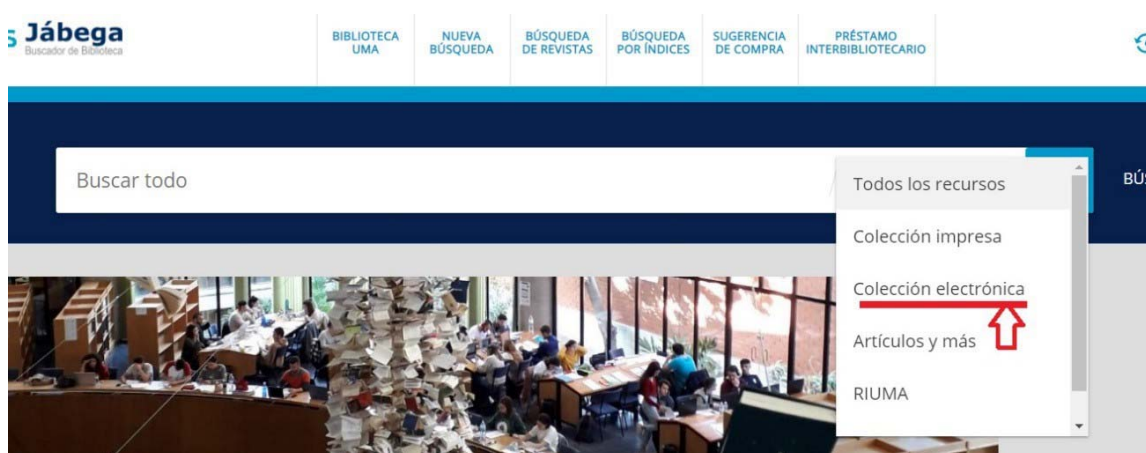 Jábega
Buscador de Biblioteca
BIBLIOTECA
UMA
NUEVA
BÚSQUEDA
BÚSQUEDA
DE REVISTAS
BÚSQUEDA
POR ÍNDICES
SUGERENCIA
DE COMPRA
PRÉSTAMO
INTERBIBLIOTECARIO
Buscar todo
Todos los recursos
Colección impresa
Colección electrónica
Artículos y más
RIUMA